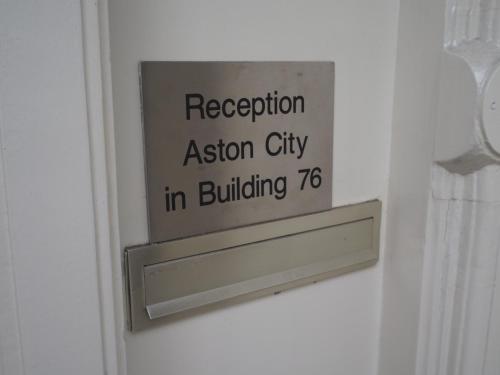 Reception
Aston City
in Building 76